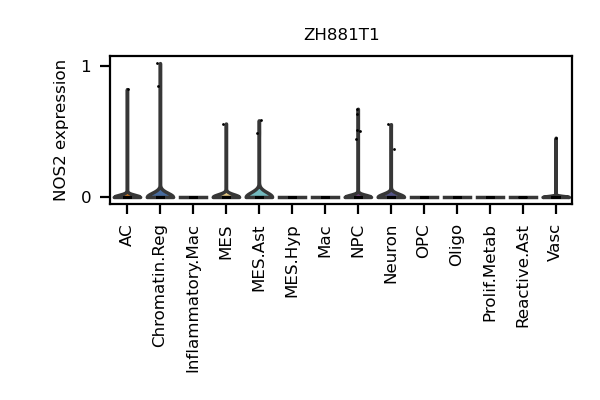 ZH881T1
NOS2 expression
1
0
AC
Chromatin.Reg
Inflammatory.Mac
MES
MES.Ast
MES.Hyp
Mac
NPC
Neuron
OPC
Oligo
Prolif.Metab
Reactive.Ast
Vasc